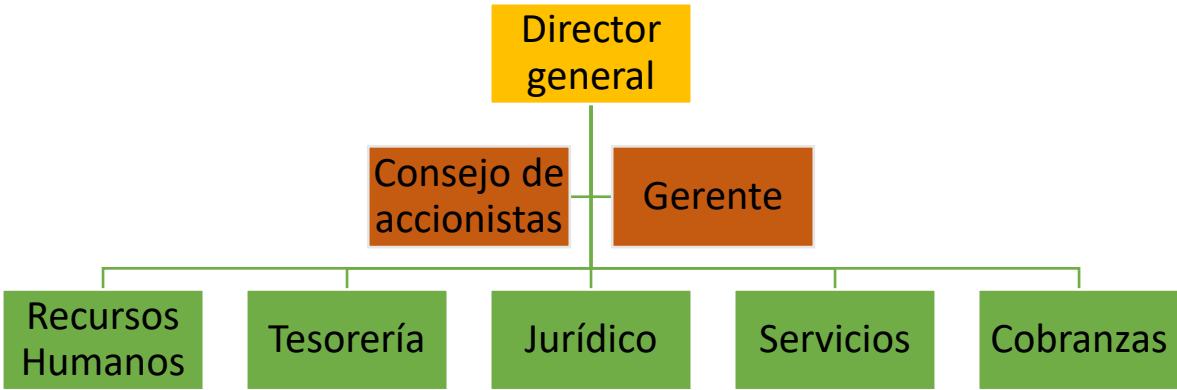 Director
general
Consejo de
accionistas
Gerente
Recursos
Humanos
Tesorería
Jurídico
Servicios
Cobranzas